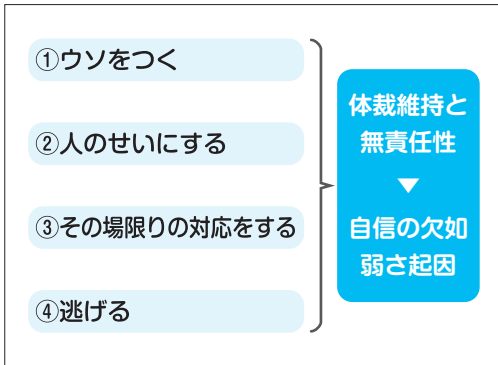 ①ウソをつく
②人のせいにする
③その場限りの対応をする
④逃げる
体裁維持と
無責任性
▼
自信の欠如
弱さ起因